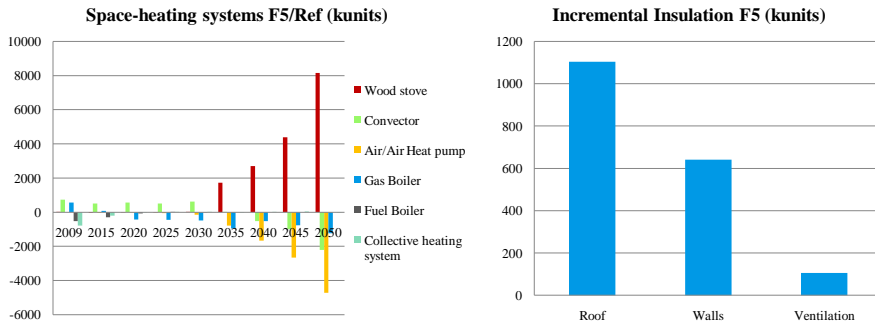 Space-heating systems F5/Ref (kunits)
10000
8000
6000
4000
2000
0
-2000
-4000
-6000
2009 2015 2020 2025 2030 2035 2040 2045 2050
Wood stove
Convector
Air/Air Heat pump
Gas Boiler
Fuel Boiler
Collective heating
system
Incremental Insulation F5 (kunits)
1200
1000
800
600
400
200
0
Roof Walls Ventilation